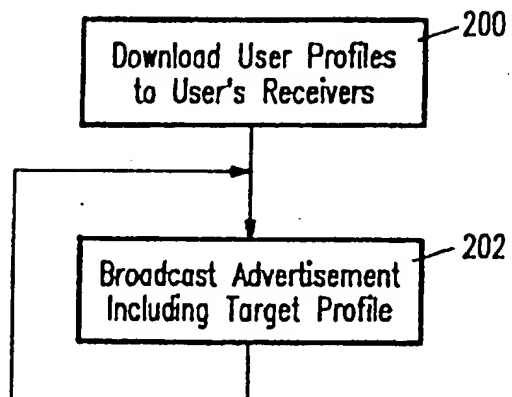 200
Download User Profiles
to User's Receivers
202
Broadcast Advertisement
Including Target Profile